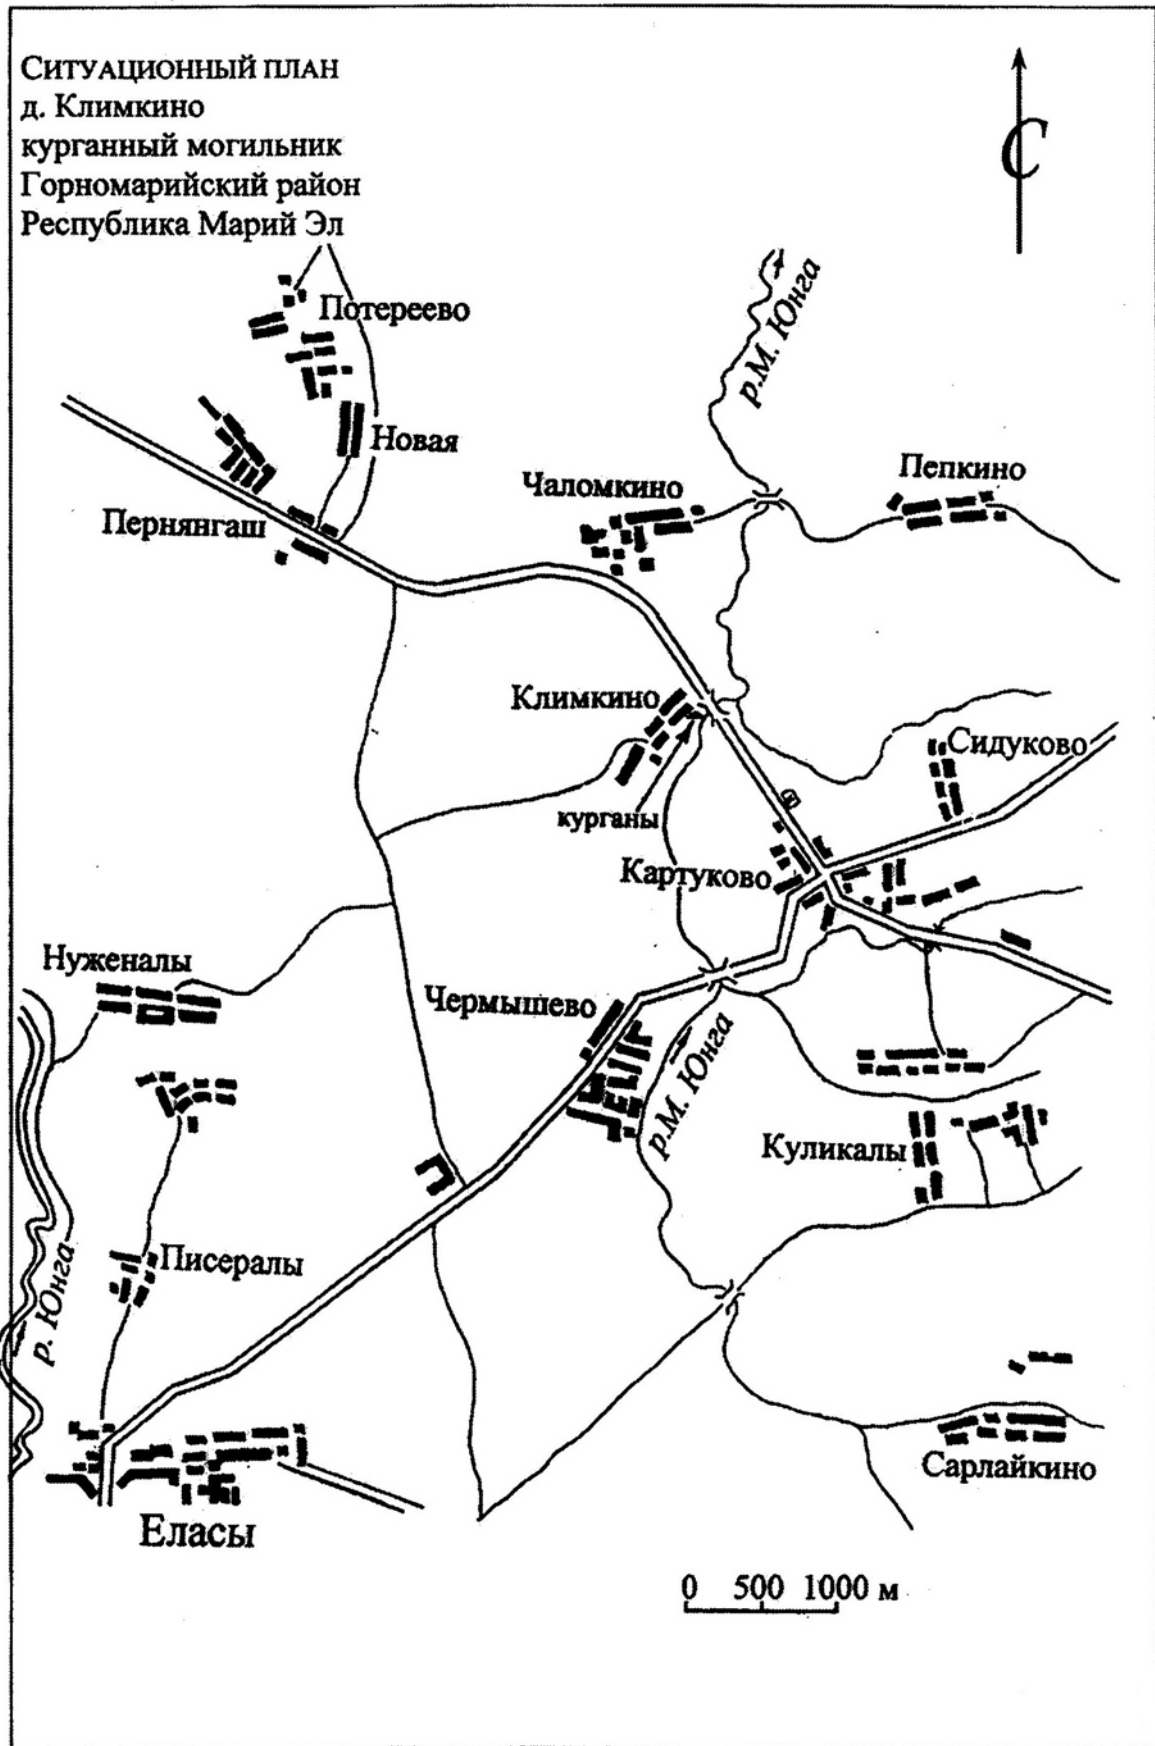 СИТУАЦИОННЫЙ ПЛАН
д. Климкино
курганный могильник
Горномарийский район
Республика Марий Эл
С
Потереево
р.М. Юнга
Новая
Пепкино
Чаломкино
Пернянгаш
Климкино
Сидуково
курганы
Картуково
Нуженалы
Чермышево
р.М. Юнга
Куликалы
Писералы
р. Юнга
Сарлайкино
Еласы
0 500 1000 м